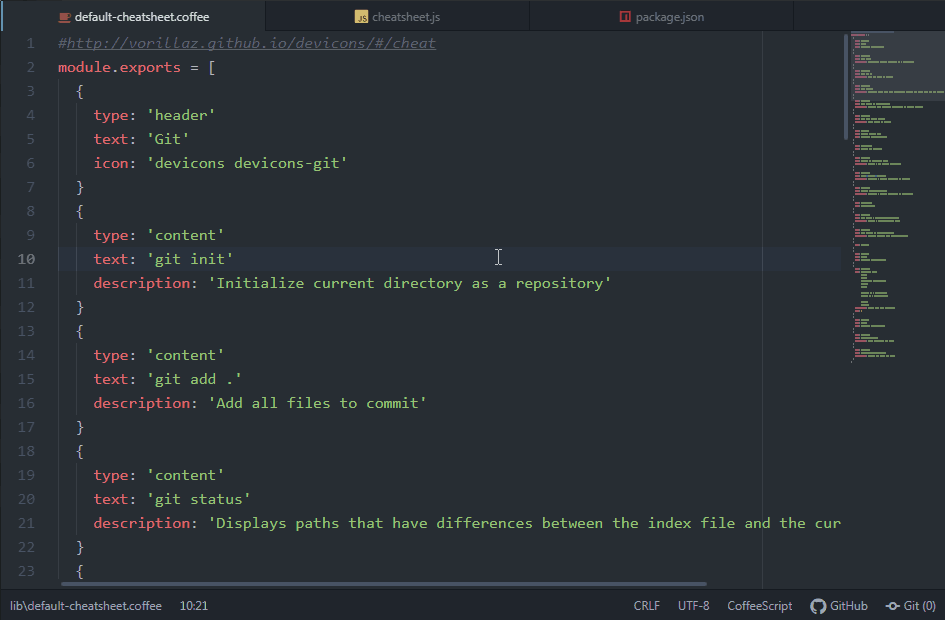 default-cheatsheet.coffee
JS cheatsheet.js
package.json
1 #http://vorillaz.github.io/devicons/#/cheat
2 module.exports = [
3 {
4 type: 'header'
5 text: 'Git'
6 icon: 'devicons devicons-git'
7 }
8 {
9 type: 'content'
10 text: 'git init'
11 description: 'Initialize current directory as a repository'
12 }
13 {
14 type: 'content'
15 text: 'git add .'
16 description: 'Add all files to commit'
17 }
18 {
19 type: 'content'
20 text: 'git status'
21 description: 'Displays paths that have differences between the index file and the cur
22 }
23 {
lib\default-cheatsheet.coffee 10:21 CRLF UTF-8 CoffeeScript GitHub Git (0)